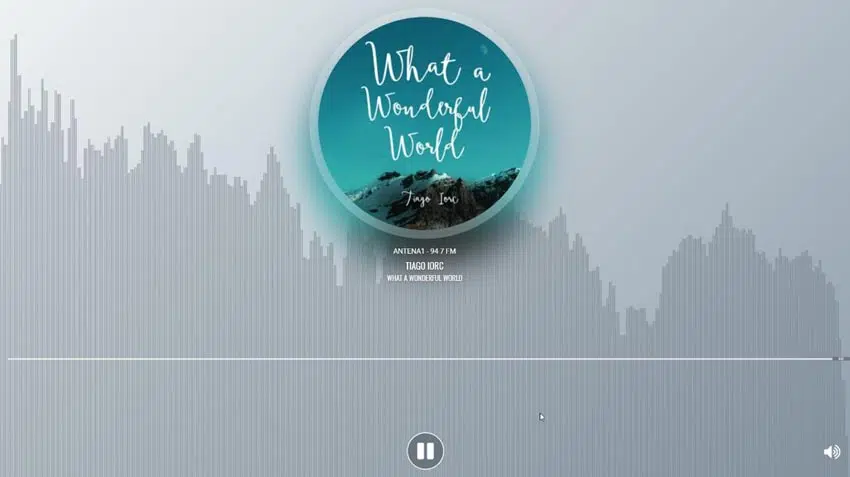 What a
Wonderful
World
Tiago Iorc
ANTENA1 - 94 7 FM
TIAGO IORC
WHAT A WONDERFUL WORLD